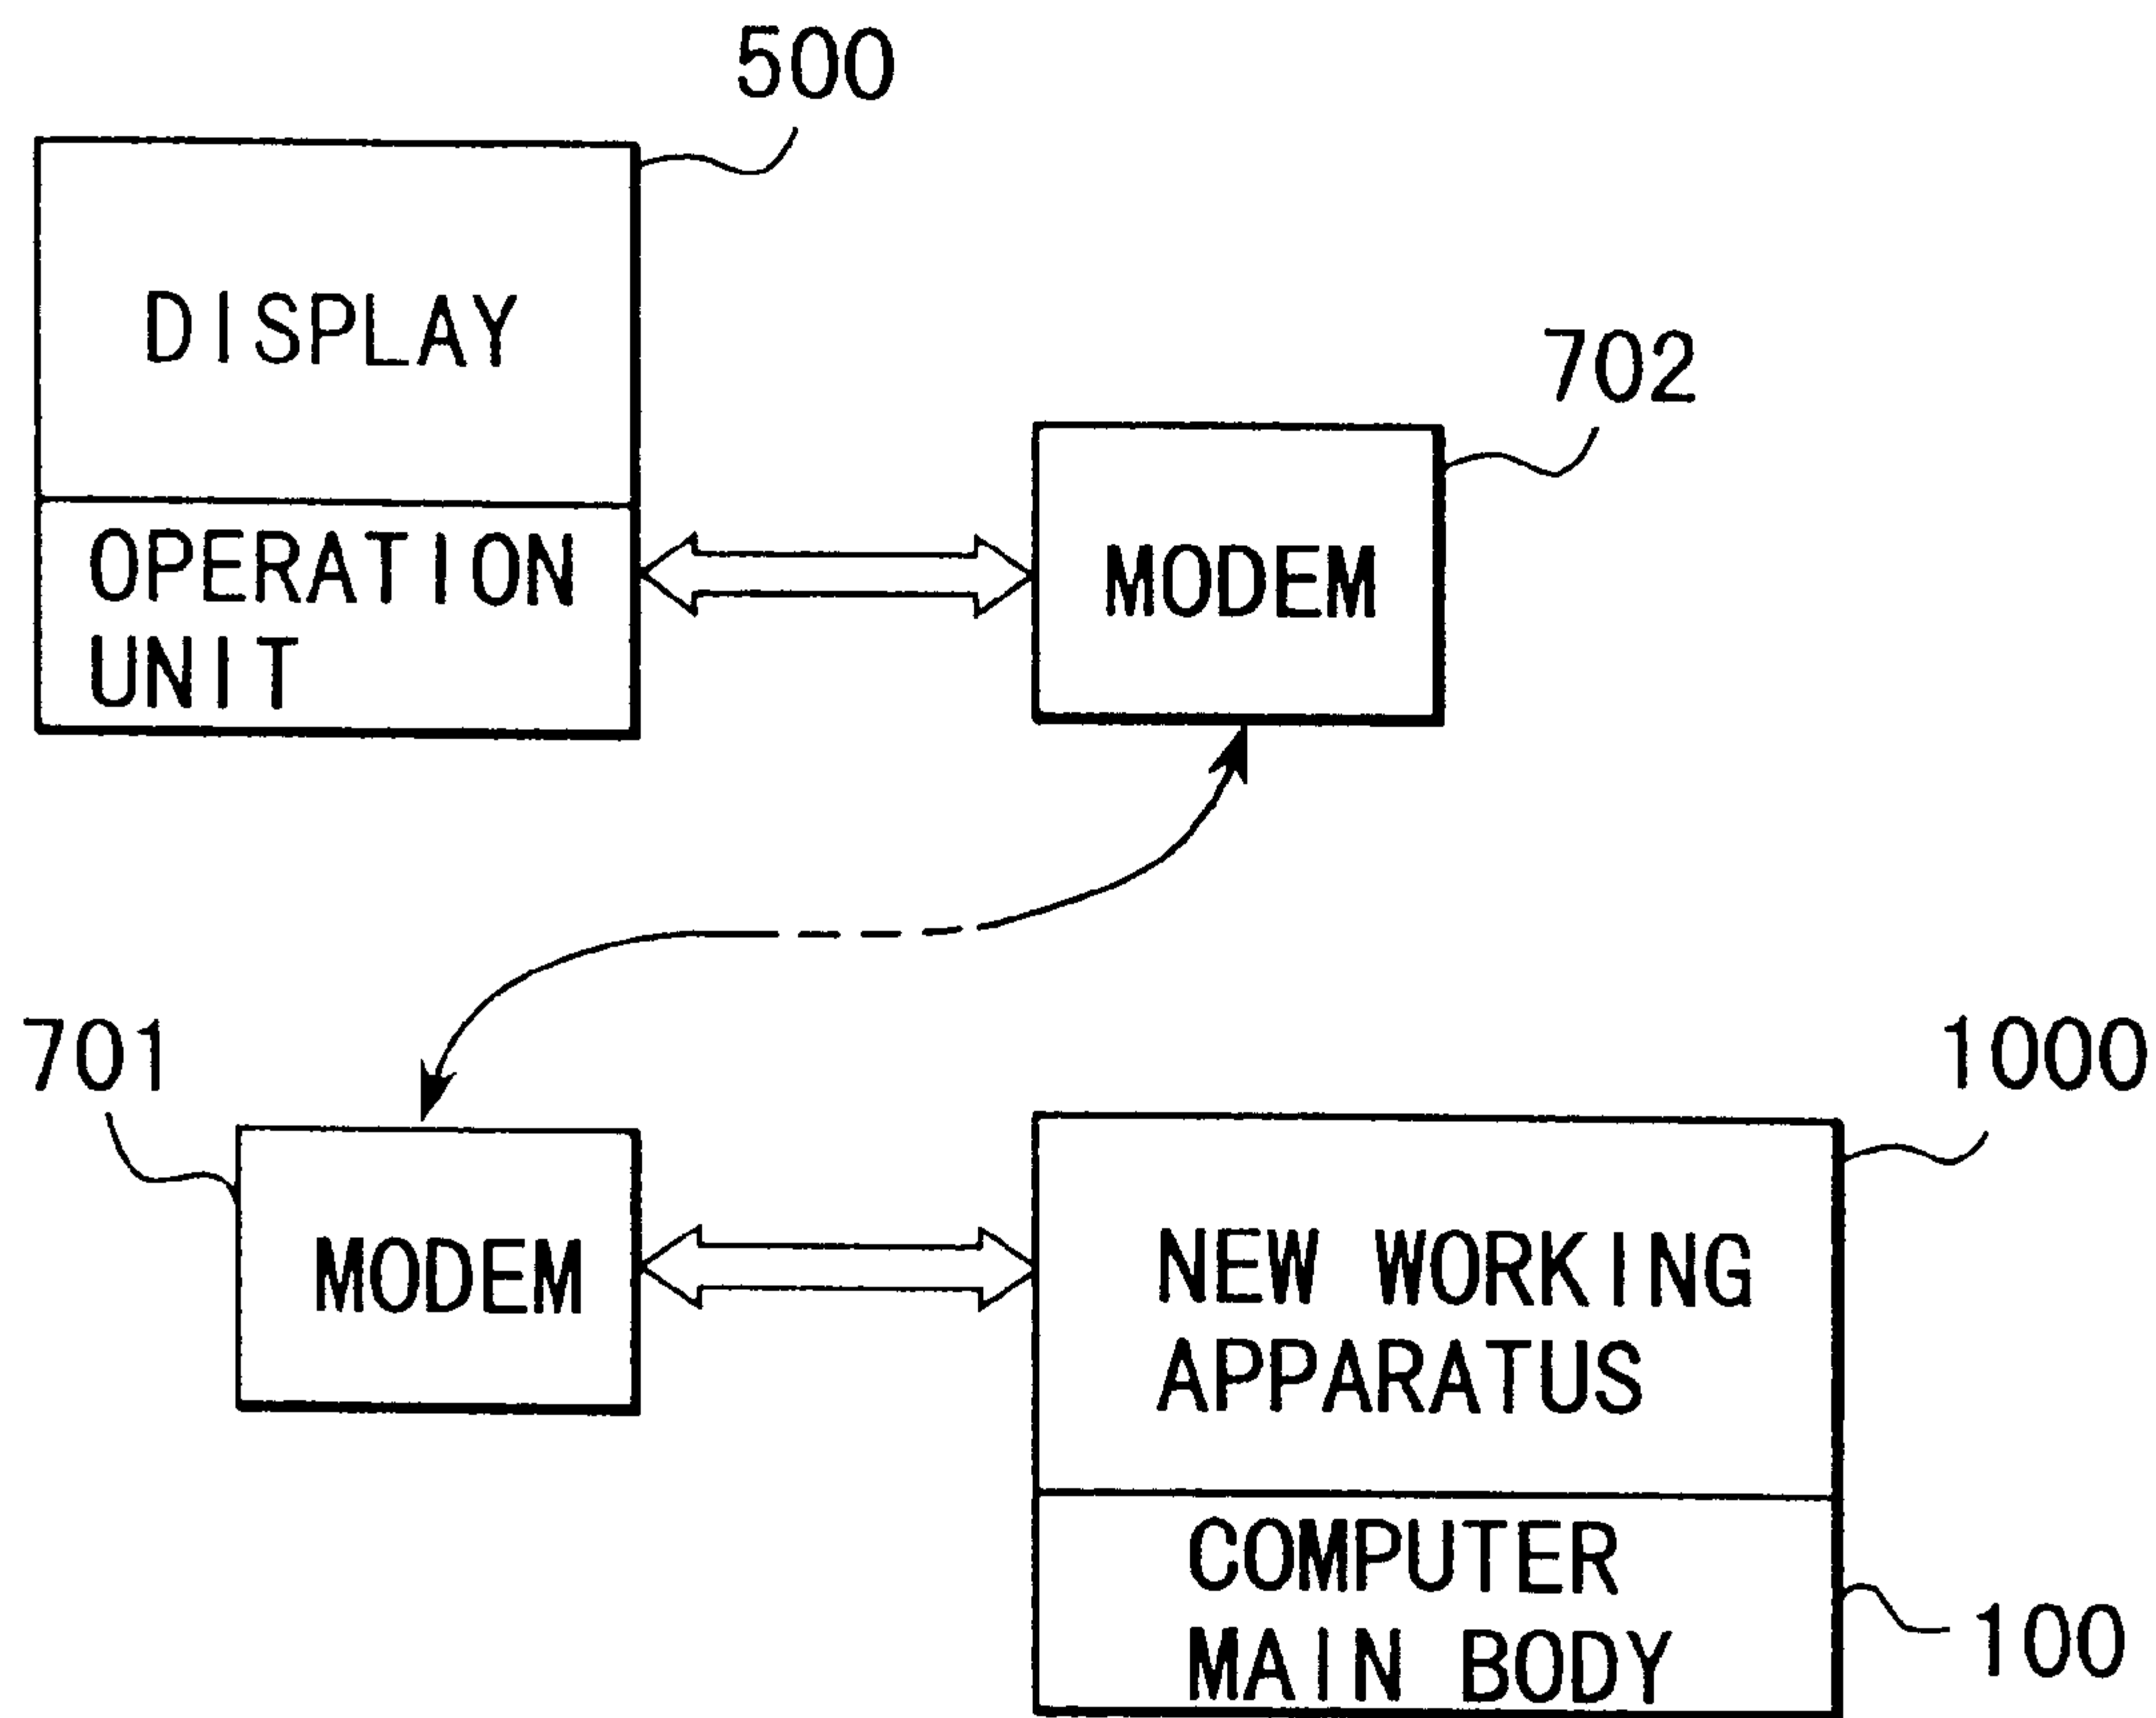 500
DISPLAY
702
OPERATION
UNIT
MODEM
701
1000
MODEM
NEW WORKING
APPARATUS
COMPUTER
MAIN BODY
100